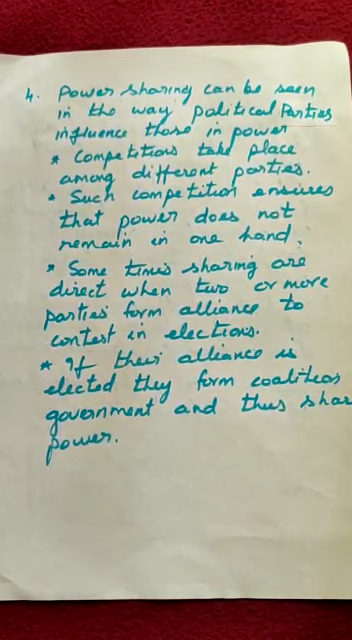 4. Power sharing can be seen
in the way political Parties
influence those in power
* Competitions take place
among different parties.
* Such competition ensures
that power does not
remain in one hand.
* Some times sharing are
direct when two or more
parties form alliance to
contest in elections.
* If their alliance is
elected they form coalition
government and thus shar
power.